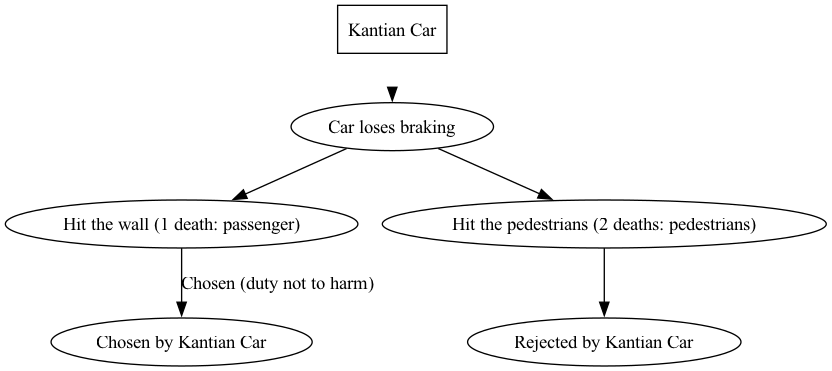 Kantian Car
Car loses braking
Hit the wall (1 death: passenger)
Hit the pedestrians (2 deaths: pedestrians)
Chosen (duty not to harm)
Chosen by Kantian Car
Rejected by Kantian Car